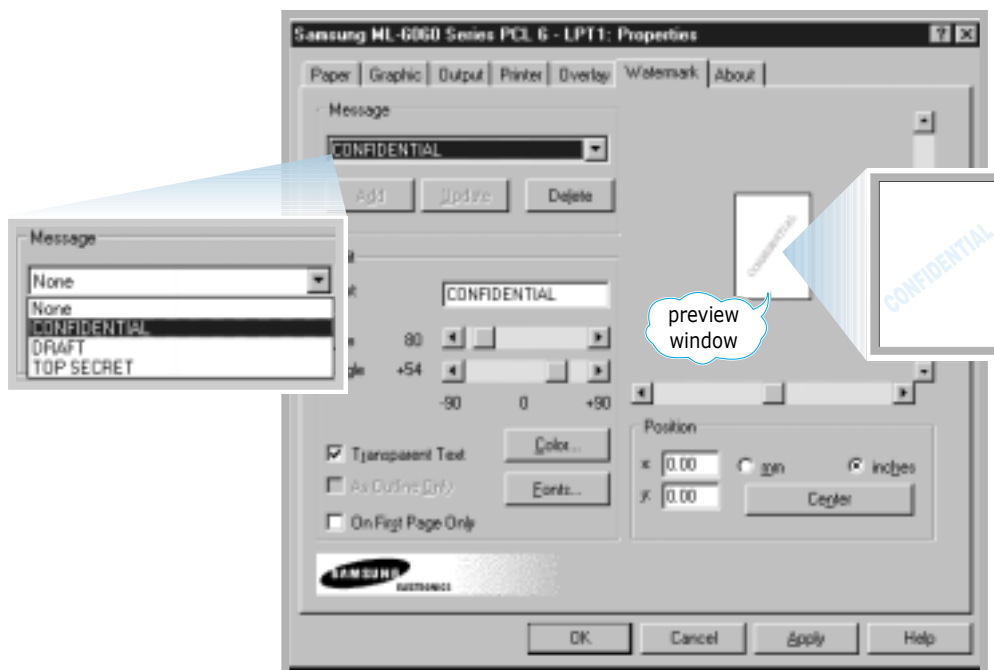 Samsung ML-6060 Series PCL 6 - LPT1: Properties
Paper Graphic Output Printer Overlay Watermark About
Message
CONFIDENTIAL
Add Update Delete
Message
None
None
CONFIDENTIAL
DRAFT
TOP SECRET
CONFIDENTIAL
80
+54
-90 0 +90
Transparent Text
Color...
As Outline Only
Fonts...
On First Page Only
CONFIDENTIAL
CONFIDENTIAL
preview
window
Position
x: 0.00 mm inches
y: 0.00 Center
SAMSUNG
ELECTRONICS
OK Cancel Apply Help